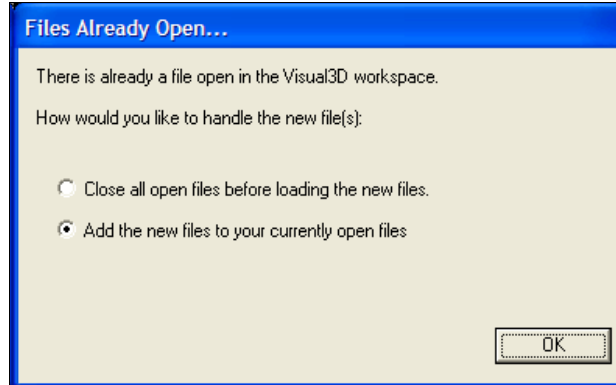 Files Already Open...
There is already a file open in the Visual3D workspace.
How would you like to handle the new file(s):
Close all open files before loading the new files.
Add the new files to your currently open files
OK